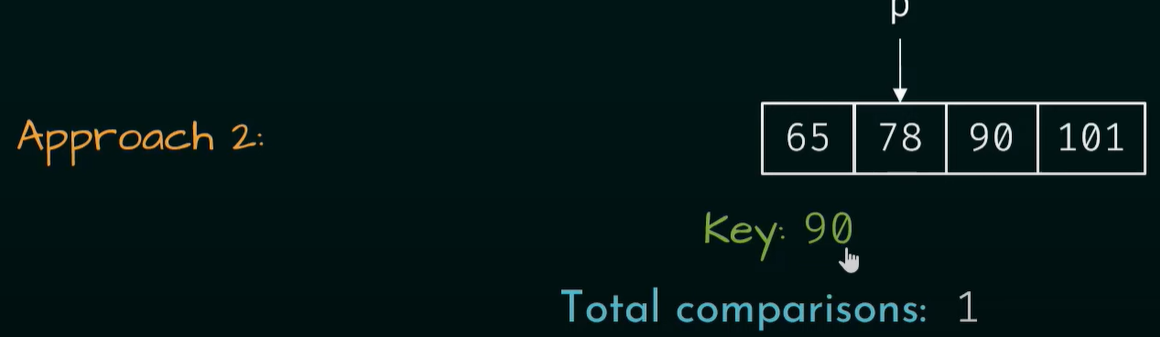 p
Approach 2:
65 78 90 101
Key: 90
Total comparisons: 1